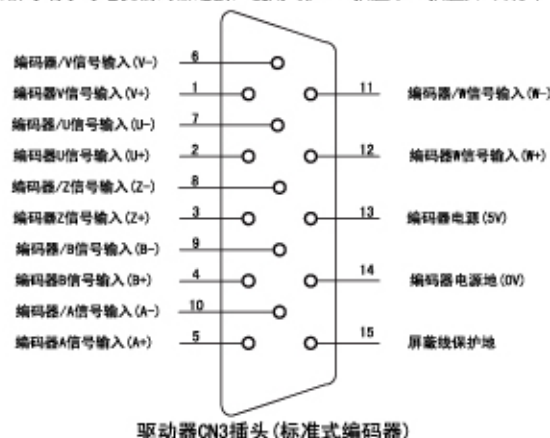 编码器/V信号输入(V-) 6
编码器V信号输入(V+) 1 11 编码器/W信号输入(W-)
编码器/U信号输入(U-) 7
编码器U信号输入(U+) 2 12 编码器W信号输入(W+)
编码器/Z信号输入(Z-) 8
编码器Z信号输入(Z+) 3 13 编码器电源(5V)
编码器/B信号输入(B-) 9
编码器B信号输入(B+) 4 14 编码器电源地(0V)
编码器/A信号输入(A-) 10
编码器A信号输入(A+) 5 15 屏蔽线保护地
驱动器CN3插头(标准式编码器)